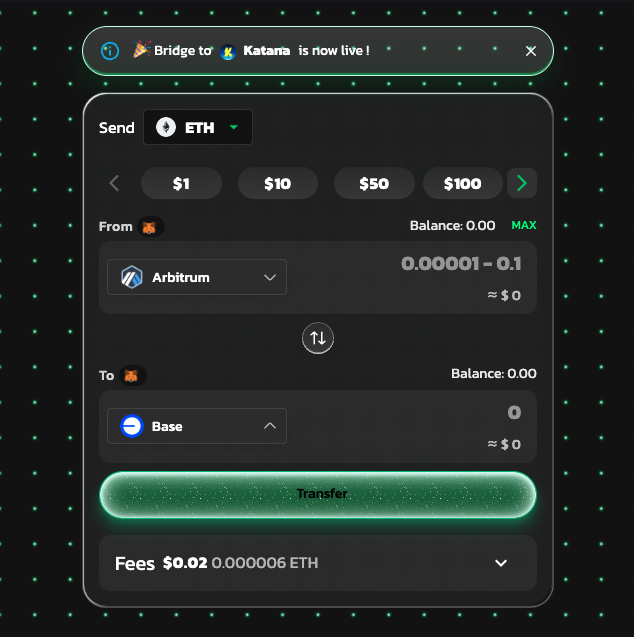 Bridge to Katana is now live !
Send ETH
$1 $10 $50 $100
From Balance: 0.00 MAX
Arbitrum 0.00001 - 0.1
≈ $ 0
To Balance: 0.00
Base 0
≈ $ 0
Transfer
Fees $0.02 0.000006 ETH